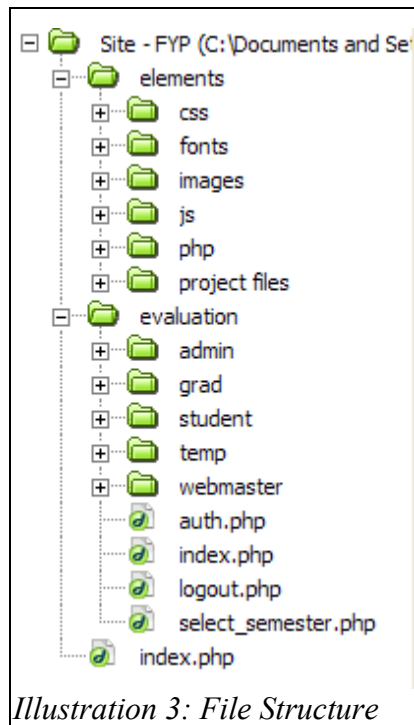 Site - FYP (C:\Documents and Set
elements
css
fonts
images
js
php
project files
evaluation
admin
grad
student
temp
webmaster
auth.php
index.php
logout.php
select_semester.php
index.php
Illustration 3: File Structure